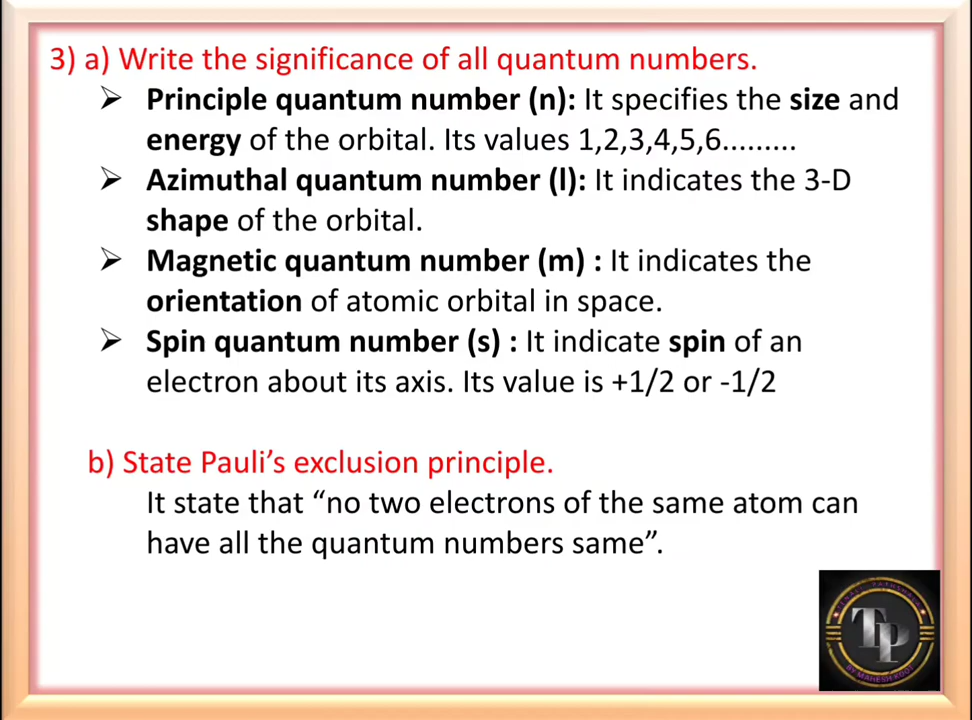 3) a) Write the significance of all quantum numbers.
➢ Principle quantum number (n): It specifies the size and
energy of the orbital. Its values 1,2,3,4,5,6.........
➢ Azimuthal quantum number (l): It indicates the 3-D
shape of the orbital.
➢ Magnetic quantum number (m) : It indicates the
orientation of atomic orbital in space.
➢ Spin quantum number (s) : It indicate spin of an
electron about its axis. Its value is +1/2 or -1/2
b) State Pauli’s exclusion principle.
It state that “no two electrons of the same atom can
have all the quantum numbers same”.
TP